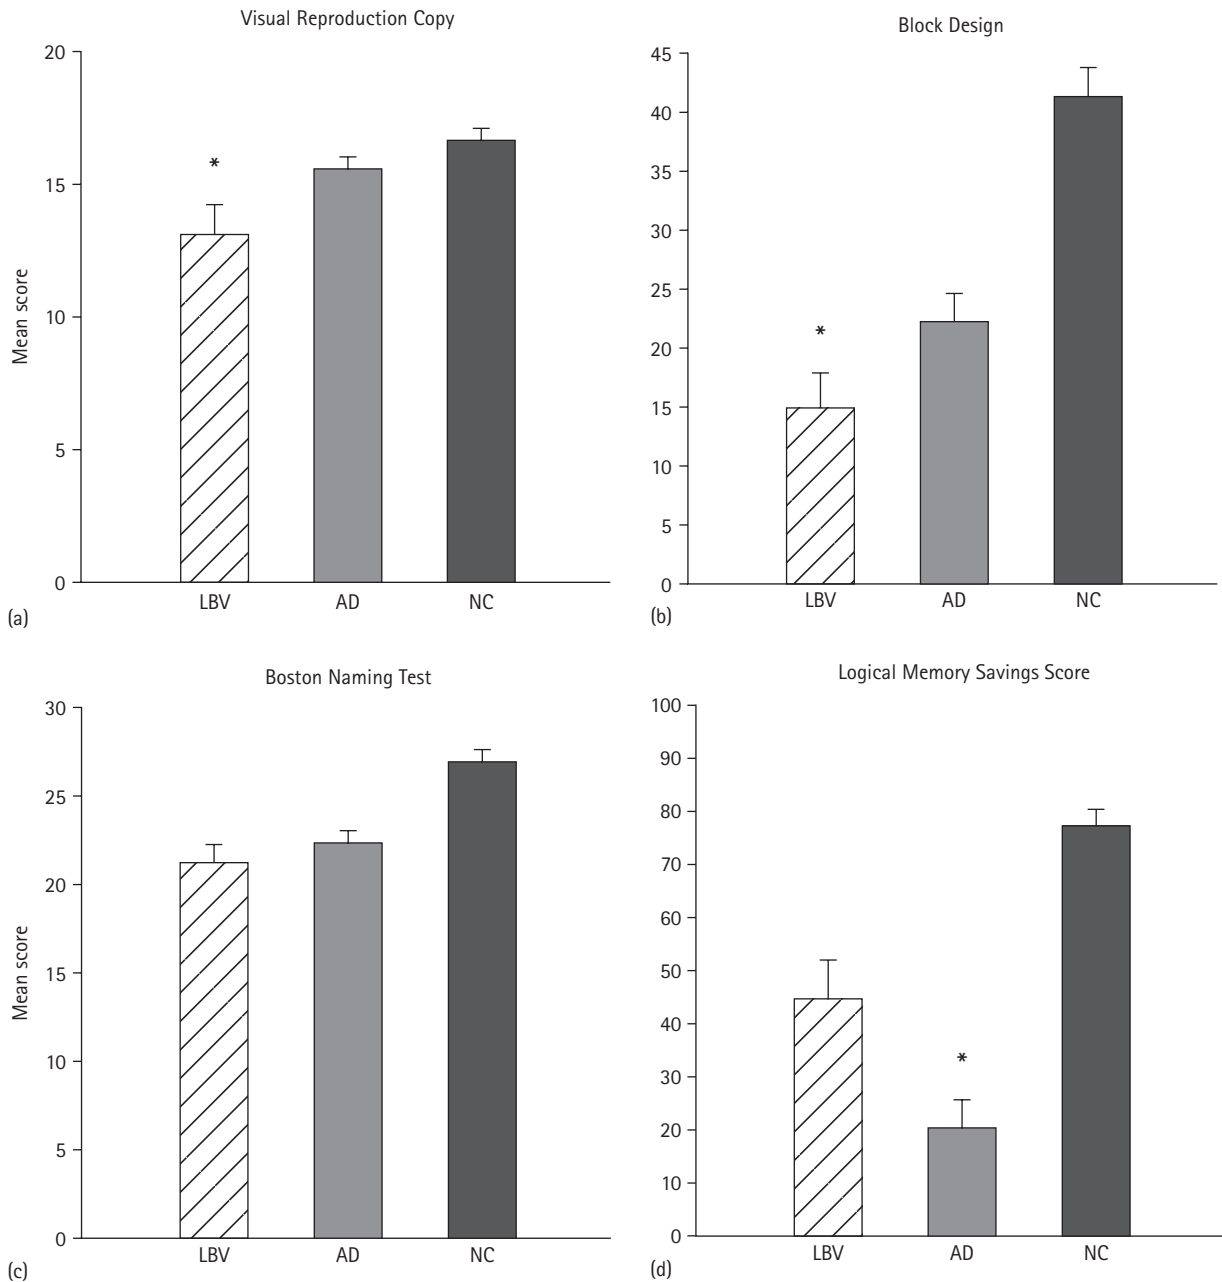 Visual Reproduction Copy
20
15
10
5
0
Mean score
*
LBV AD NC
(a)
Block Design
45
40
35
30
25
20
15
10
5
0
*
LBV AD NC
(b)
Boston Naming Test
30
25
20
15
10
5
0
Mean score
LBV AD NC
(c)
Logical Memory Savings Score
100
90
80
70
60
50
40
30
20
10
0
*
LBV AD NC
(d)